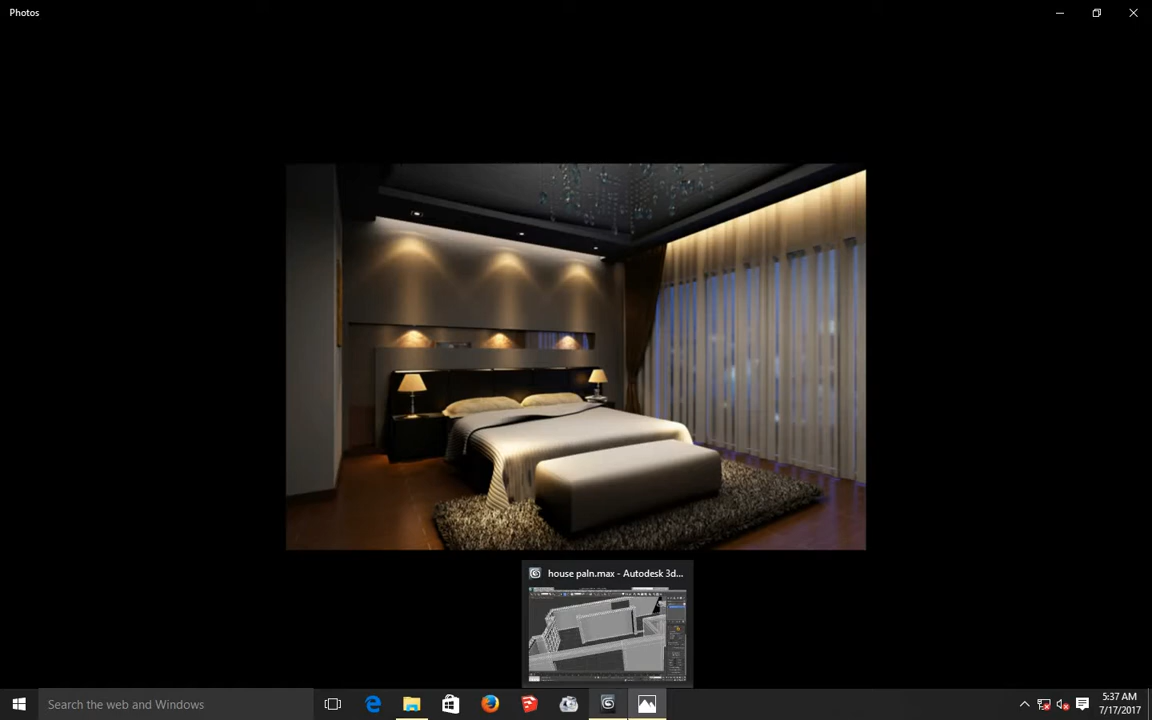 Photos
house paln.max - Autodesk 3d...
Search the web and Windows
5:37 AM
7/17/2017